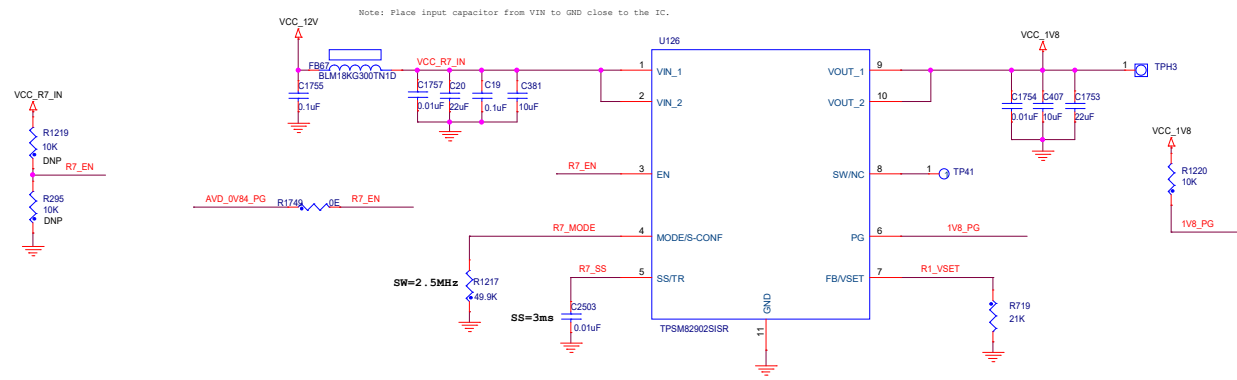 Note: Place input capacitor from VIN to GND close to the IC.
VCC_12V
FB67
BLM18KG300TN1D
VCC_R7_IN
C1755
0.1uF
C1757
0.01uF
C20
22uF
C19
0.1uF
C381
10uF
U126
1
VIN_1
2
VIN_2
3
EN
4
MODE/S-CONF
5
SS/TR
VOUT_1
9
VOUT_2
10
SW/NC
8
PG
6
FB/VSET
7
GND
11
TPSM82902SISR
VCC_1V8
1
TPH3
C1754
0.01uF
C407
10uF
C1753
22uF
VCC_R7_IN
R1219
10K
DNP
R7_EN
R295
10K
DNP
AVD_0V84_PG
R1749
0E
R7_EN
R7_EN
R7_MODE
SW=2.5MHz
R1217
49.9K
R7_SS
SS=3ms
C2503
0.01uF
1
TP41
1V8_PG
R1_VSET
R719
21K
VCC_1V8
R1220
10K
1V8_PG